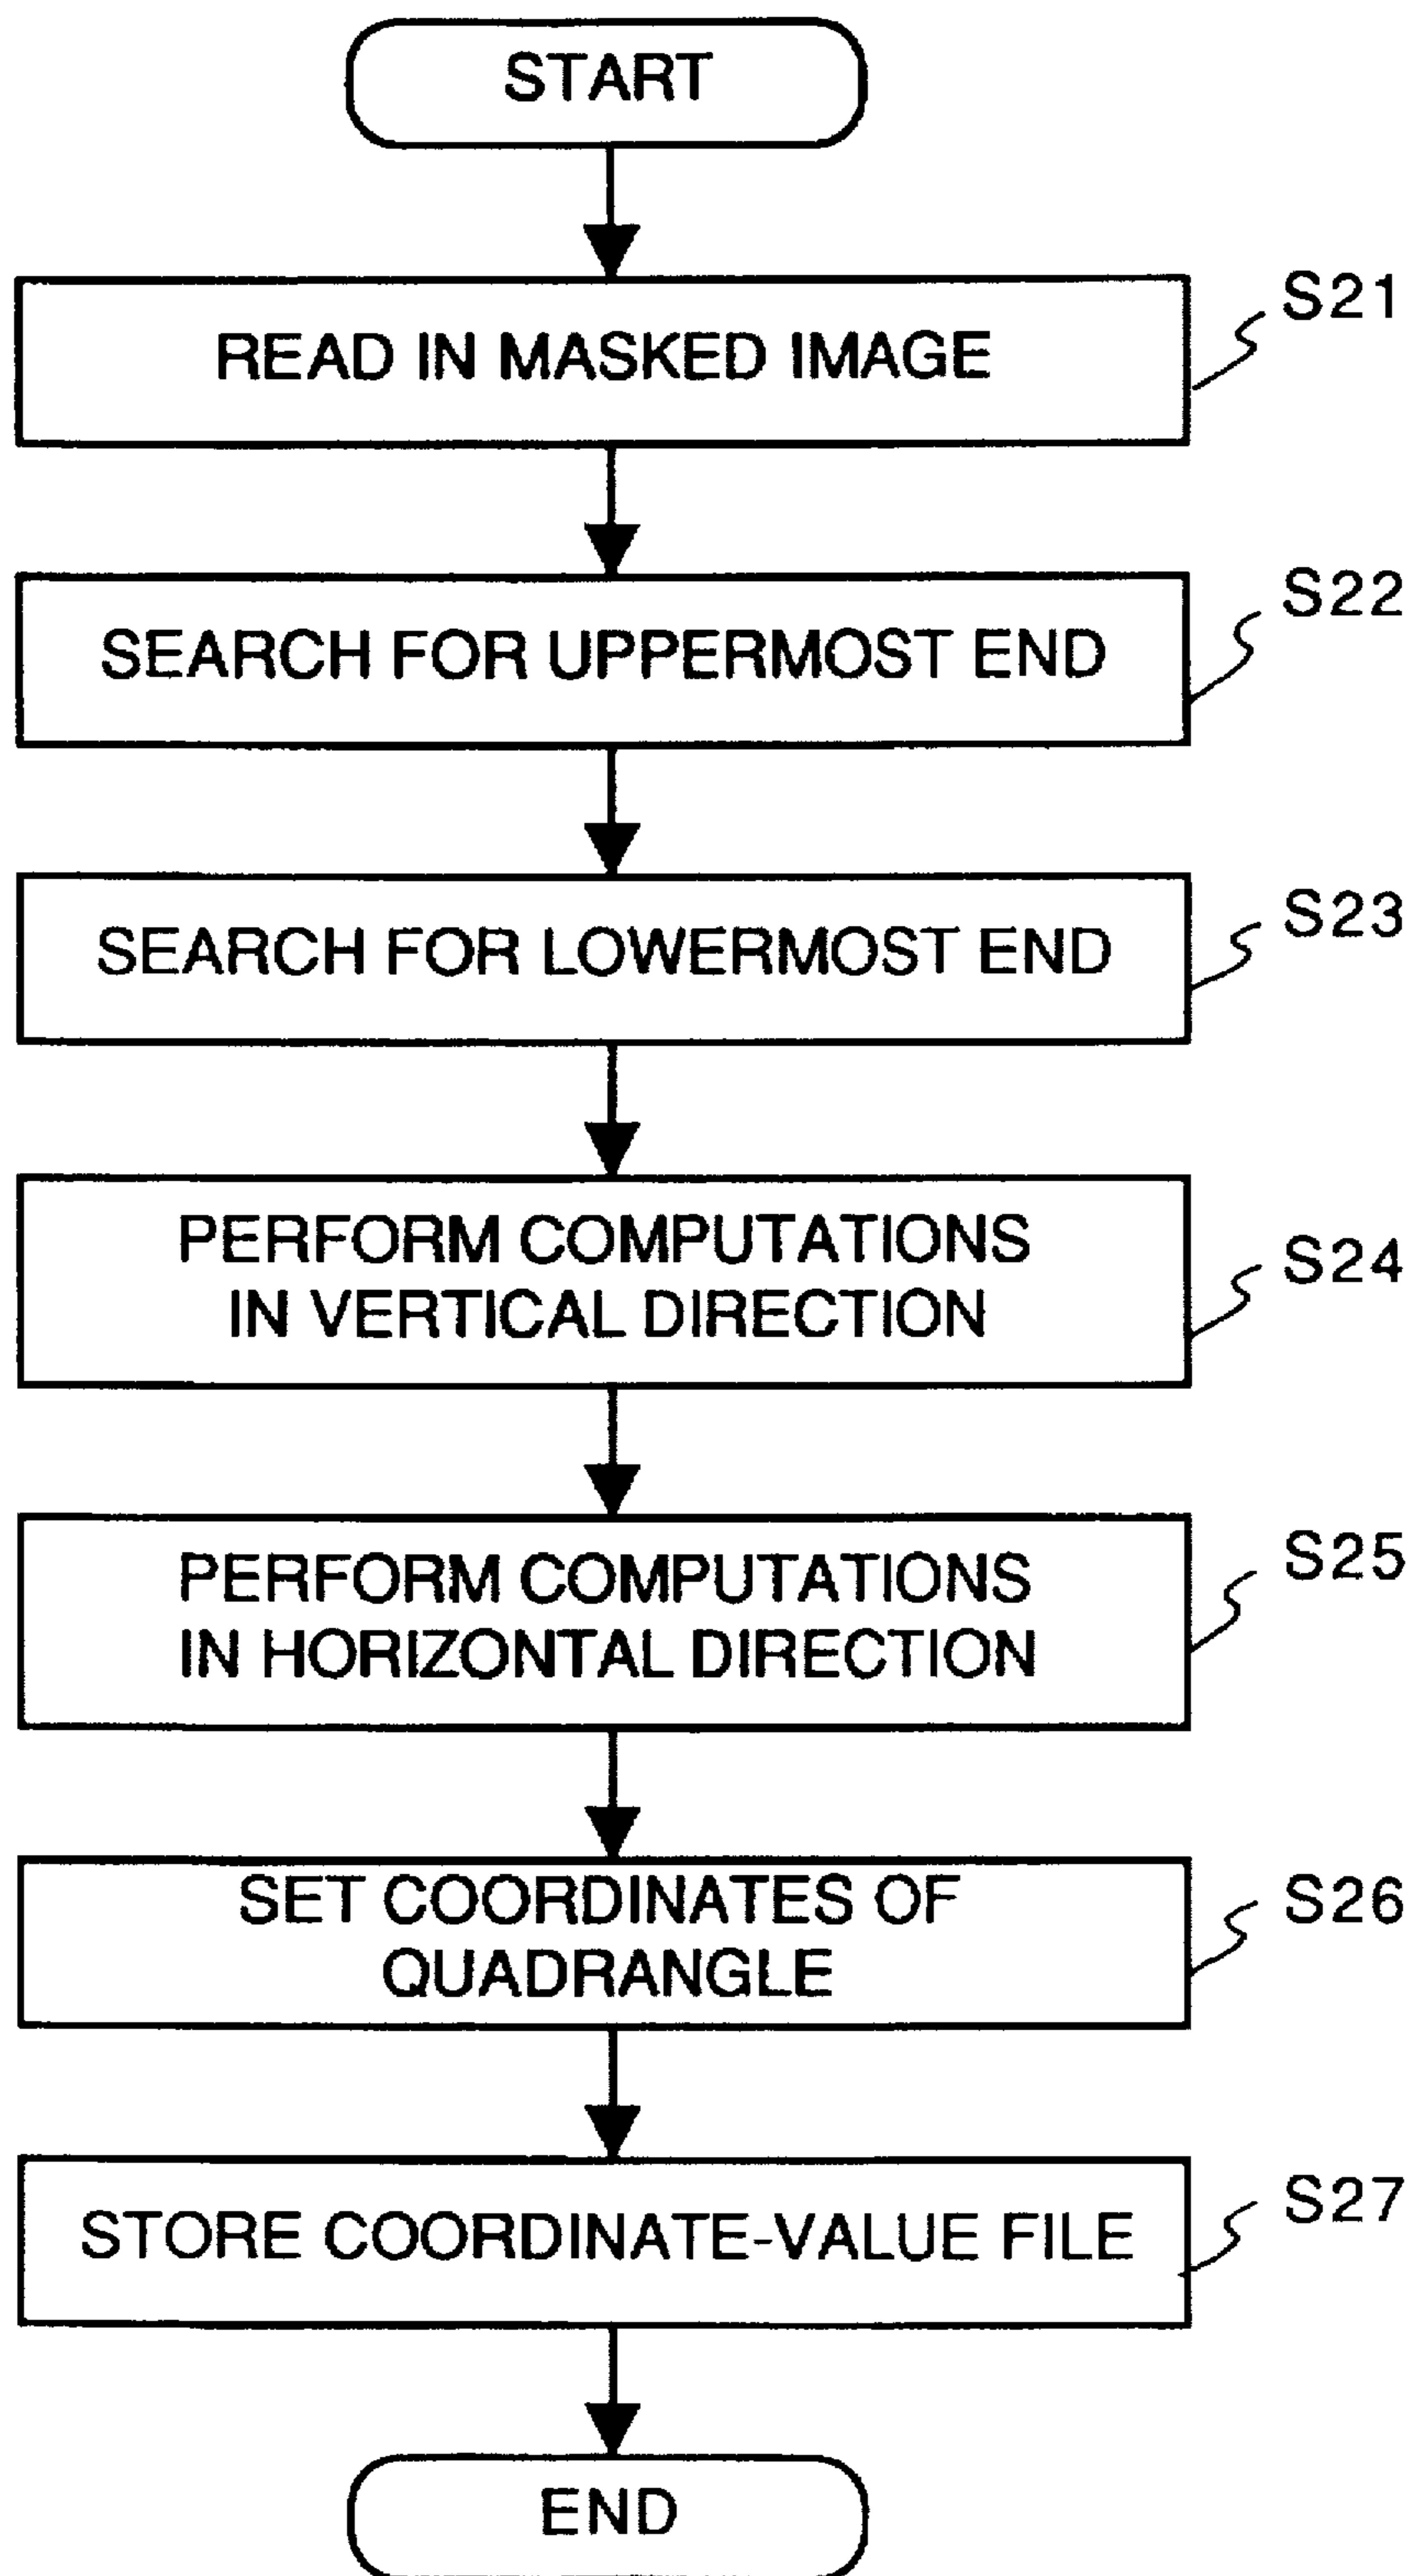 START
READ IN MASKED IMAGE
S21
SEARCH FOR UPPERMOST END
S22
SEARCH FOR LOWERMOST END
S23
PERFORM COMPUTATIONS
IN VERTICAL DIRECTION
S24
PERFORM COMPUTATIONS
IN HORIZONTAL DIRECTION
S25
SET COORDINATES OF
QUADRANGLE
S26
STORE COORDINATE-VALUE FILE
S27
END